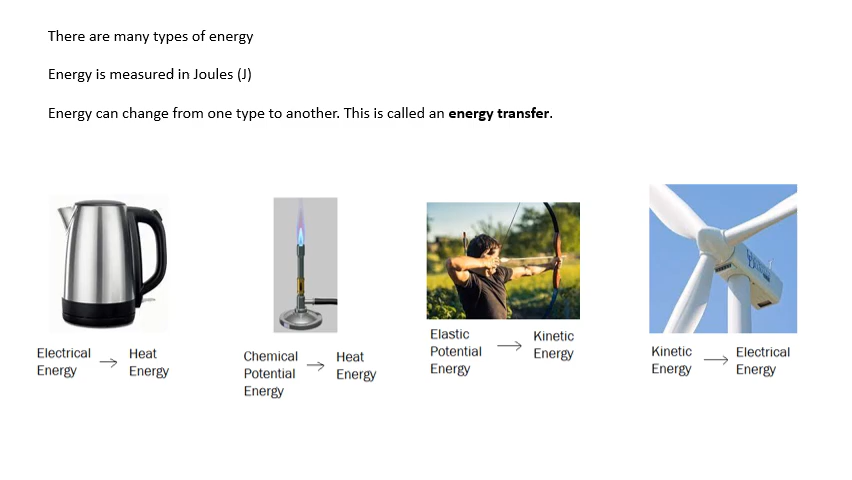 There are many types of energy
Energy is measured in Joules (J)
Energy can change from one type to another. This is called an energy transfer.
Electrical → Heat
Energy Energy
Chemical → Heat
Potential Energy
Energy
Elastic → Kinetic
Potential Energy
Energy
Kinetic → Electrical
Energy Energy